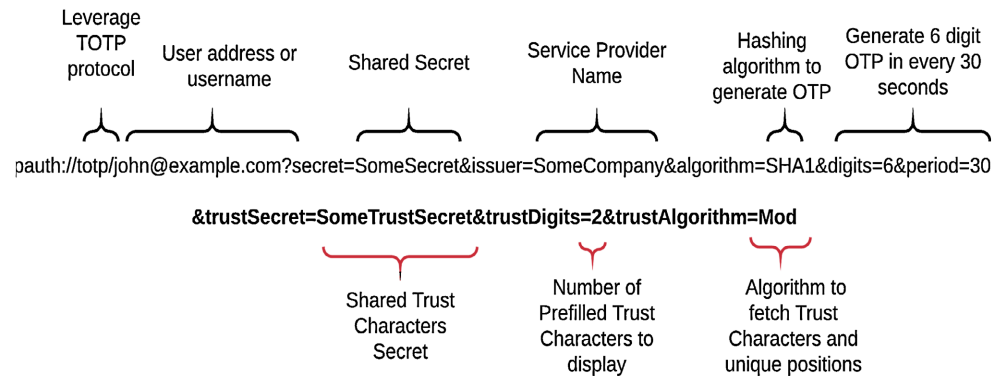 Leverage
TOTP
protocol
User address or
username
Shared Secret
Service Provider
Name
Hashing
algorithm to
generate OTP
Generate 6 digit
OTP in every 30
seconds
pauth://totp/john@example.com?secret=SomeSecret&issuer=SomeCompany&algorithm=SHA1&digits=6&period=30
&trustSecret=SomeTrustSecret&trustDigits=2&trustAlgorithm=Mod
Shared Trust
Characters
Secret
Number of
Prefilled Trust
Characters to
display
Algorithm to
fetch Trust
Characters and
unique positions